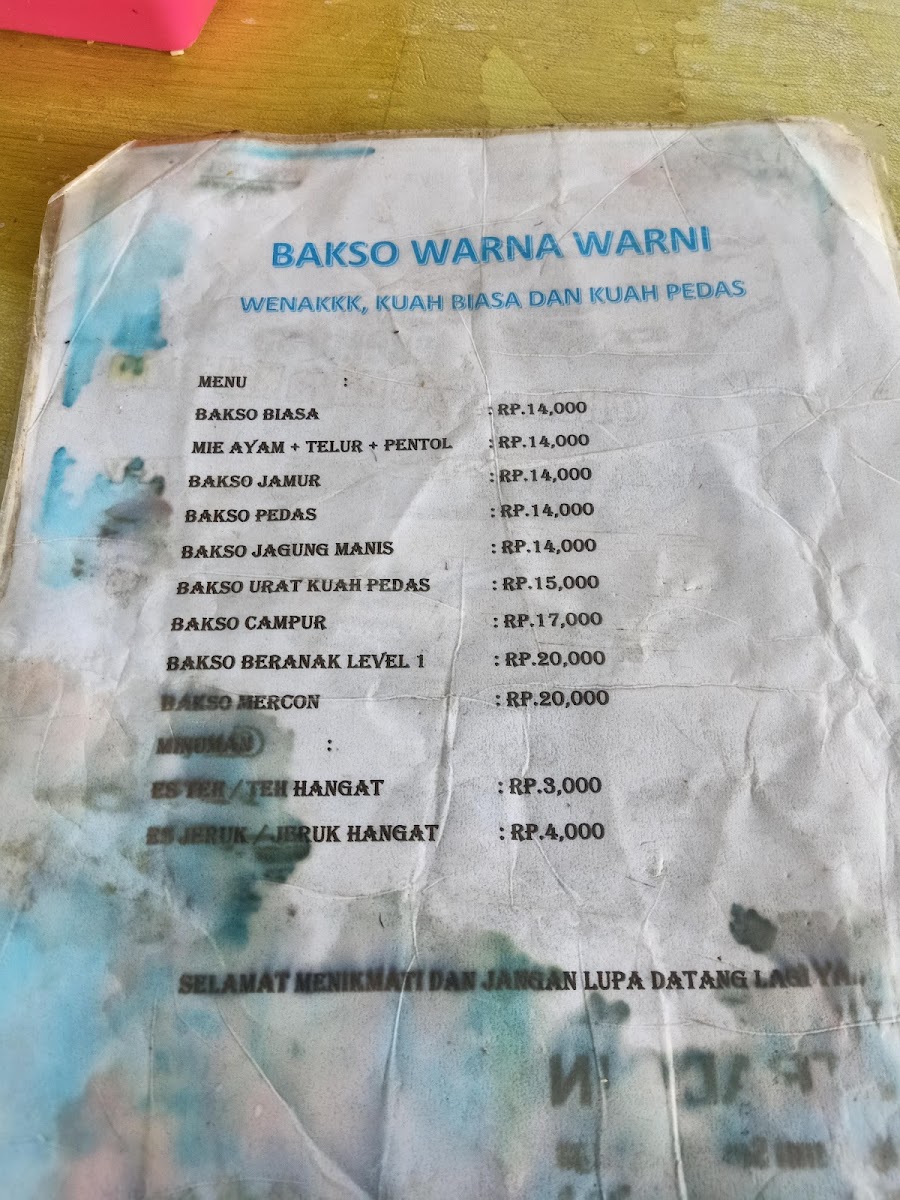 BAKSO WARNA WARNI
WENAKKK, KUAH BIASA DAN KUAH PEDAS
MENU :
BAKSO BIASA : RP.14,000
MIE AYAM + TELUR + PENTOL : RP.14,000
BAKSO JAMUR : RP.14,000
BAKSO PEDAS : RP.14,000
BAKSO JAGUNG MANIS : RP.14,000
BAKSO URAT KUAH PEDAS : RP.15,000
BAKSO CAMPUR : RP.17,000
BAKSO BERANAK LEVEL 1 : RP.20,000
BAKSO MERCON : RP.20,000
MINUMAN :
ES TEH / TEH HANGAT : RP.3,000
ES JERUK / JERUK HANGAT : RP.4,000
SELAMAT MENIKMATI DAN JANGAN LUPA DATANG LAGI YA..